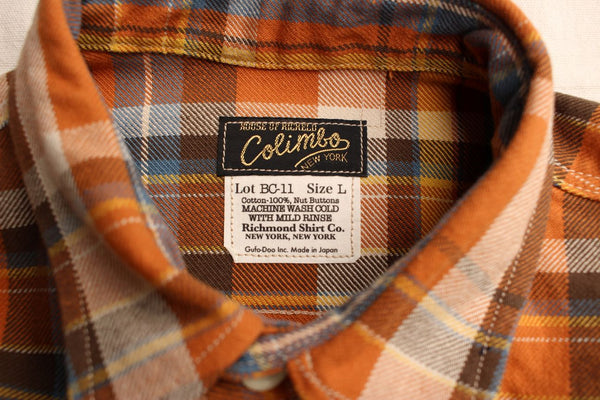 HOUSE OF MCNEED
Colimbo
NEW YORK
Lot BC-11 Size L
Cotton-100%, Nut Buttons
MACHINE WASH COLD
WITH MILD RINSE
Richmond Shirt Co.
NEW YORK, NEW YORK
Gufo-Doo Inc. Made in Japan